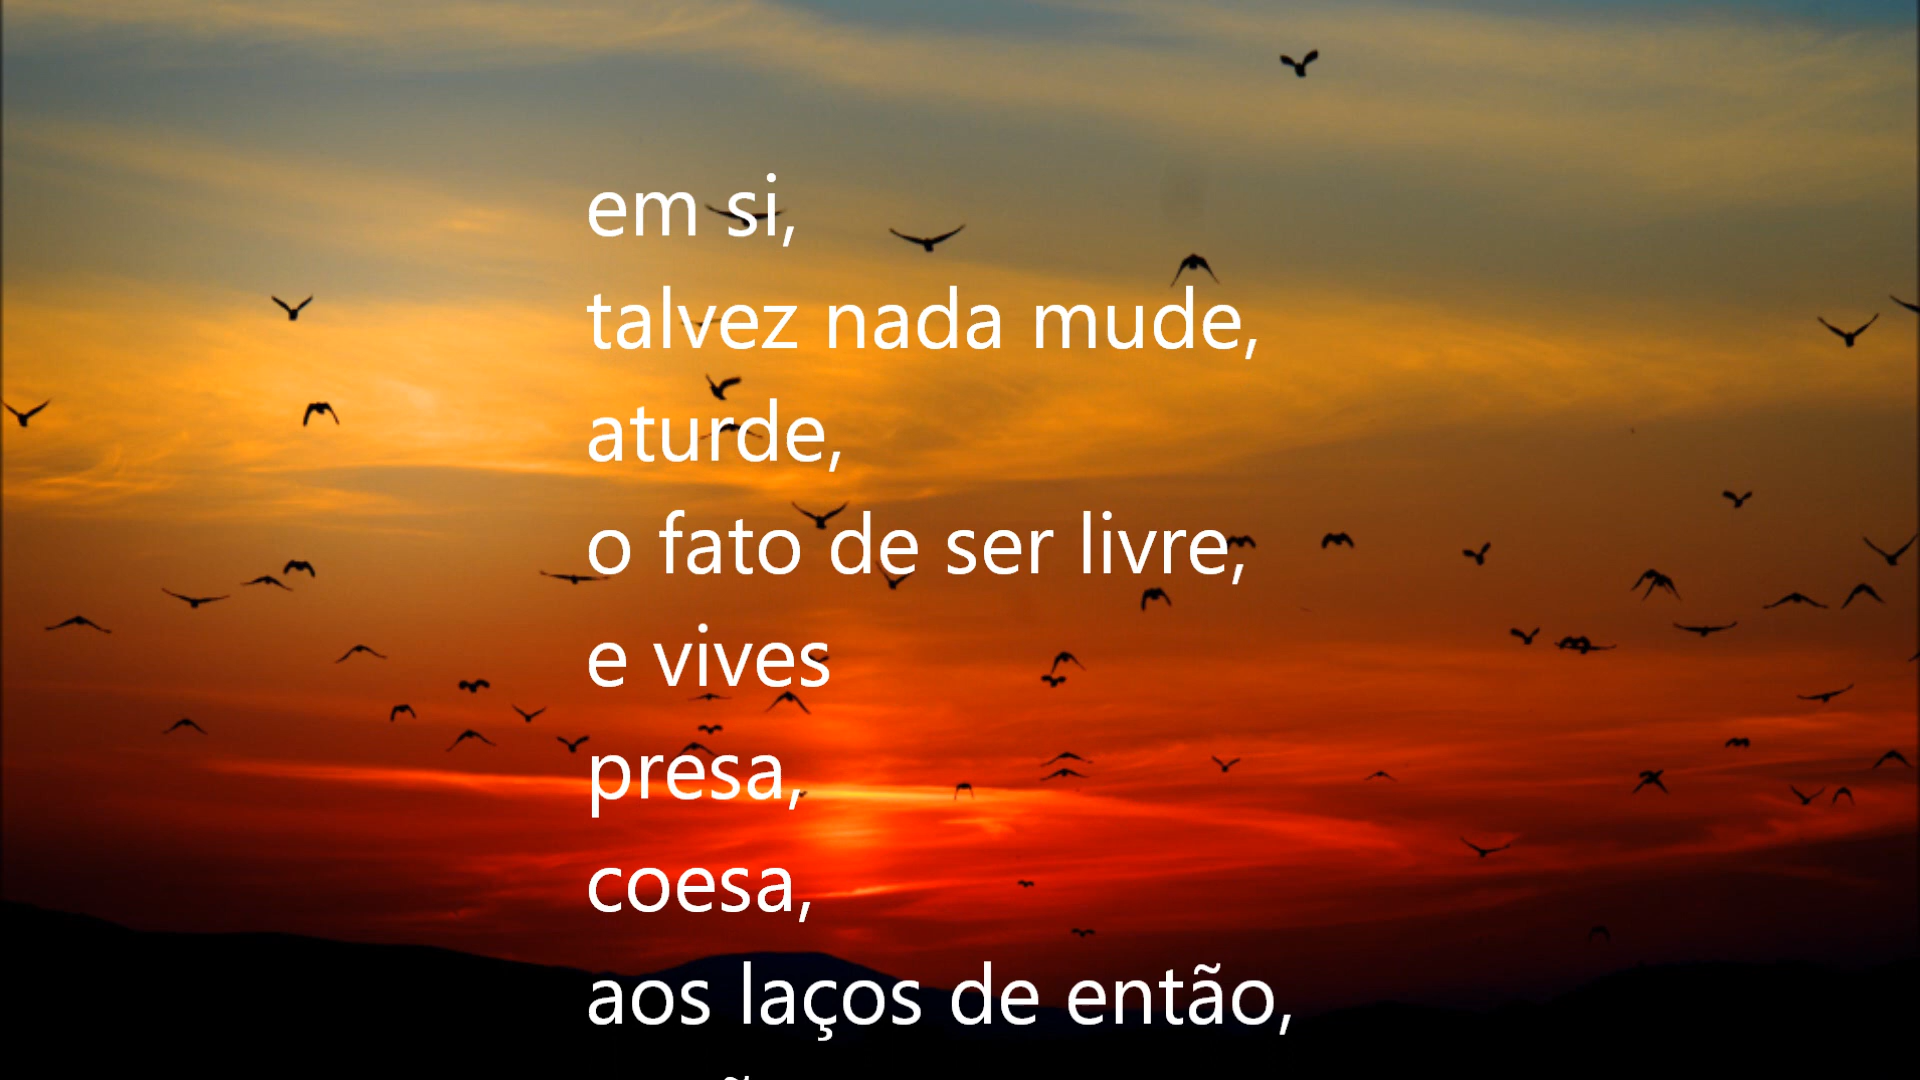 em si,
talvez nada mude,
aturde,
o fato de ser livre,
e vives
presa,
coesa,
aos laços de então,